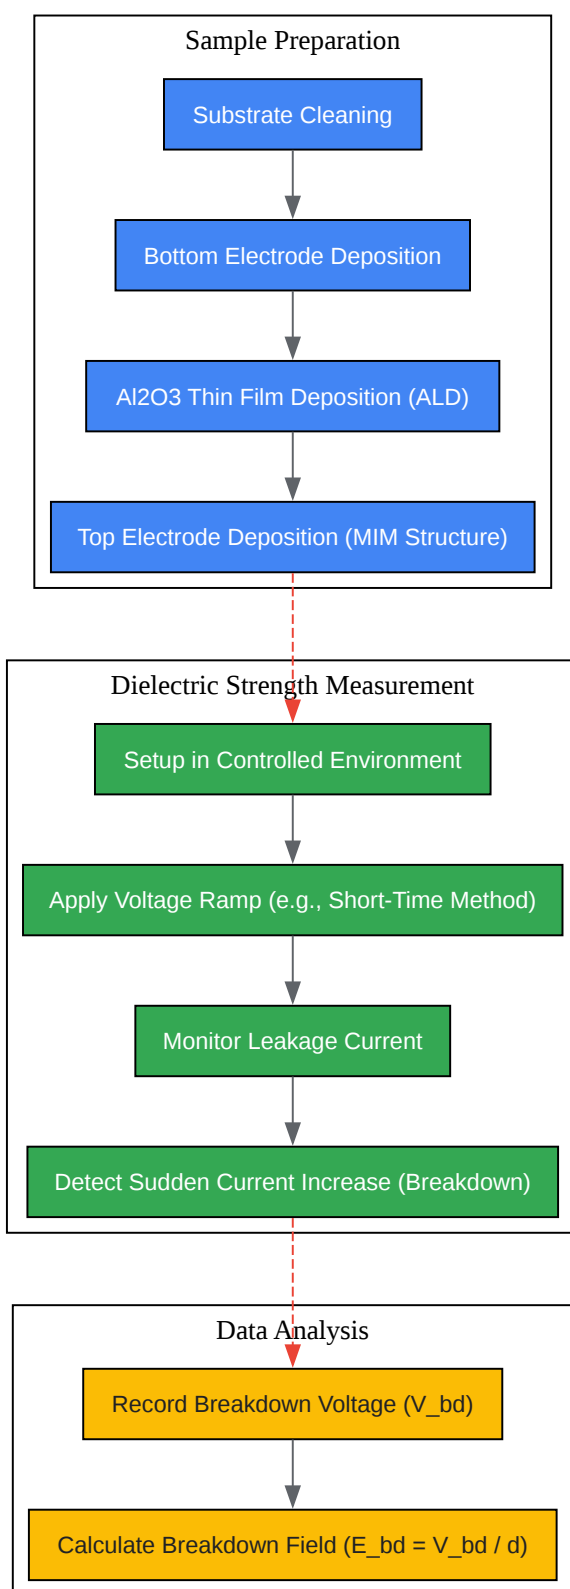 Sample Preparation
Substrate Cleaning
Bottom Electrode Deposition
Al2O3 Thin Film Deposition (ALD)
Top Electrode Deposition (MIM Structure)
Dielectric Strength Measurement
Setup in Controlled Environment
Apply Voltage Ramp (e.g., Short-Time Method)
Monitor Leakage Current
Detect Sudden Current Increase (Breakdown)
Data Analysis
Record Breakdown Voltage (V_bd)
Calculate Breakdown Field (E_bd = V_bd / d)